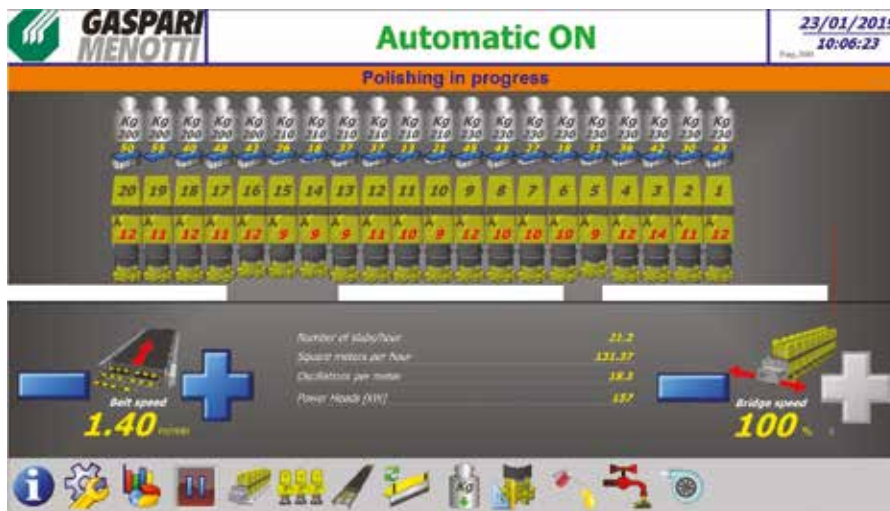 GASPARI
MENOTTI
Automatic ON
23/01/2019
10:06:23
Polishing in progress
Kg Kg Kg Kg Kg Kg Kg Kg Kg Kg Kg Kg Kg Kg Kg Kg Kg Kg Kg Kg
200 200 200 200 200 210 210 210 210 210 210 230 230 230 230 230 230 230 230 230
20 19 18 17 16 15 14 13 12 11 10 9 8 7 6 5 4 3 2 1
A A A A A A A A A A A A A A A A A A A A
12 11 12 11 12 9 9 9 11 10 9 12 10 10 10 9 12 14 11 12
Number of slabs/hour 21.2
Square meters per hour 131.37
Oscillations per meter 18.3
Power Heads [kW] 157
Belt speed
1.40
Bridge speed
100 %
Kg